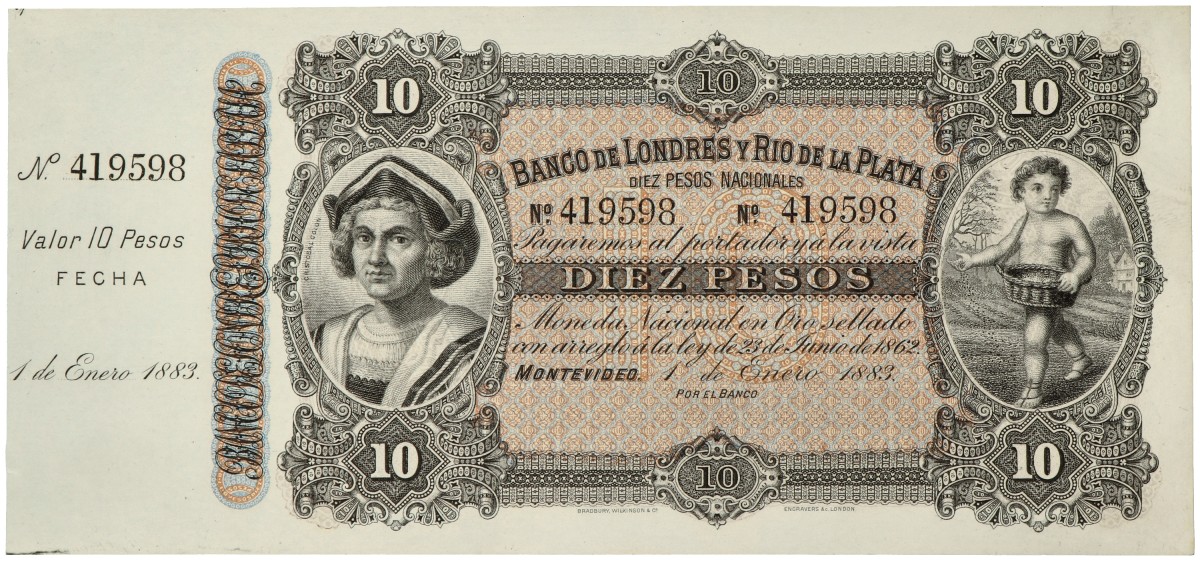 Nº. 419598
Valor 10 Pesos
FECHA
1 de Enero 1883.
10
10
10
BANCO DE LONDRES Y RIO DE LA PLATA
DIEZ PESOS NACIONALES
Nº. 419598 Nº. 419598
Pagaremos al portador y a la vista
DIEZ PESOS
Moneda Nacional en Oro sellado
con arreglo á la ley de 23 de Junio de 1862.
MONTEVIDEO. 1 de Enero 1883.
POR EL BANCO
10
10
10
BRADBURY, WILKINSON & Cº ENGRAVERS &c. LONDON.